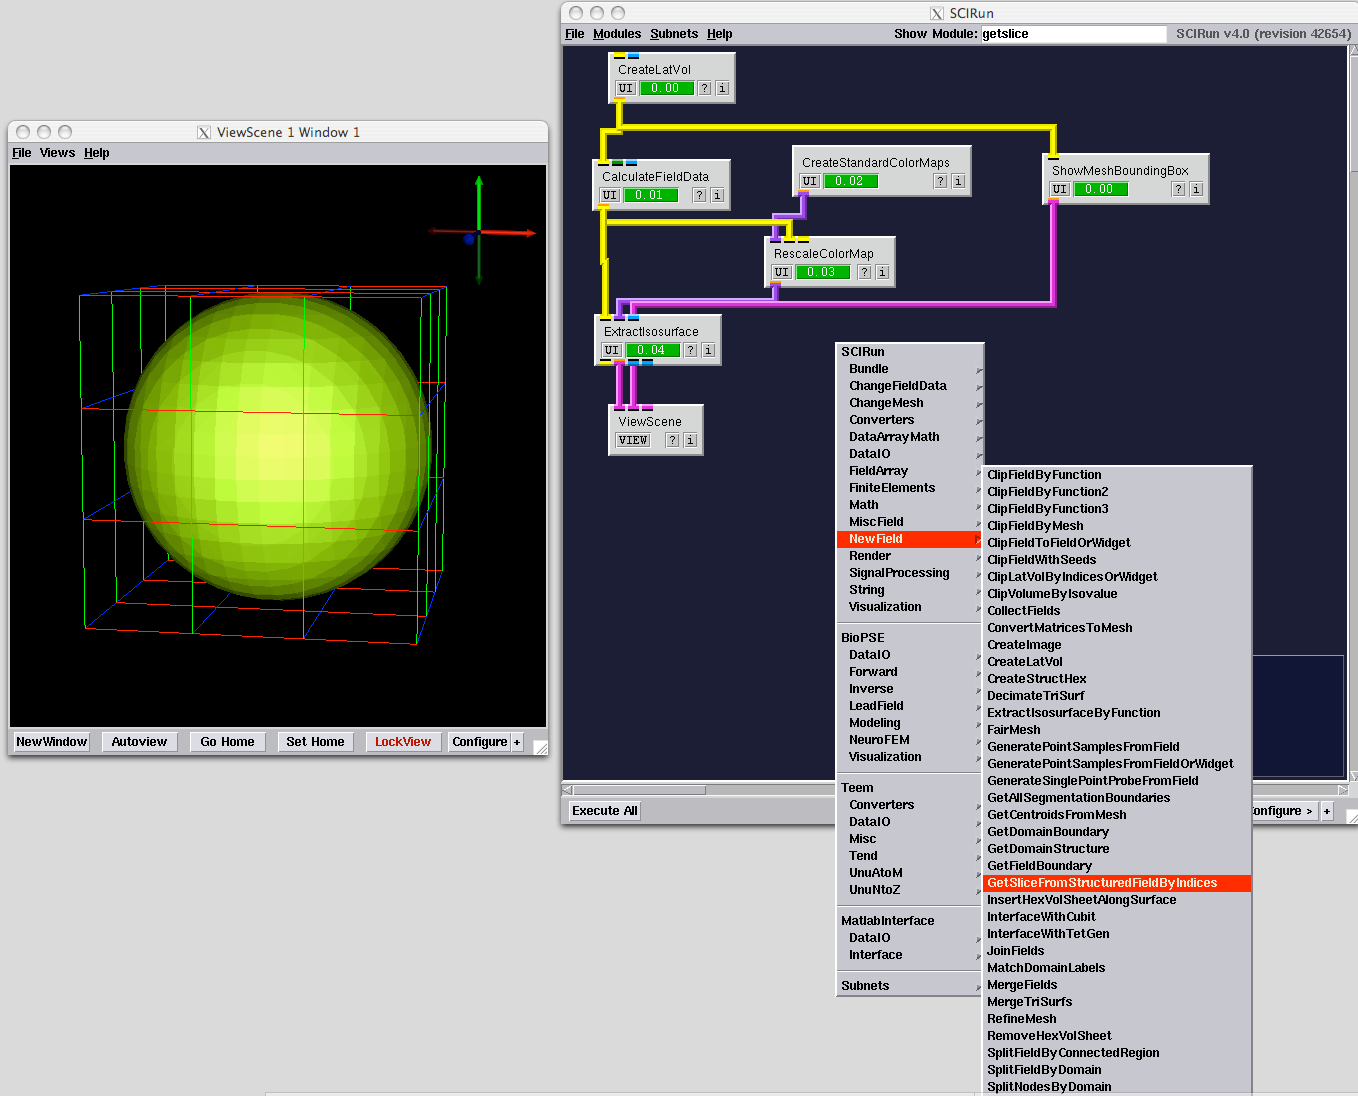 X SCIRun
File Modules Subnets Help Show Module: getslice SCIRun v4.0 (revision 42654)
CreateLatVol
UI 0.00 ? i
X ViewScene 1 Window 1
File Views Help
CalculateFieldData
UI 0.01 ? i
CreateStandardColorMaps
UI 0.02 ? i
ShowMeshBoundingBox
UI 0.00 ? i
RescaleColorMap
UI 0.03 ? i
ExtractIsosurface
UI 0.04 ? i
ViewScene
VIEW ? i
NewWindow Autoview Go Home Set Home LockView Configure +
SCIRun
Bundle
ChangeFieldData
ChangeMesh
Converters
DataArrayMath
DataIO
FieldArray
FiniteElements
Math
MiscField
NewField
Render
SignalProcessing
String
Visualization
BioPSE
DataIO
Forward
Inverse
LeadField
Modeling
NeuroFEM
Visualization
Teem
Converters
DataIO
Misc
Tend
UnuAtoM
UnuNtoZ
MatlabInterface
DataIO
Interface
Subnets
ClipFieldByFunction
ClipFieldByFunction2
ClipFieldByFunction3
ClipFieldByMesh
ClipFieldToFieldOrWidget
ClipFieldWithSeeds
ClipLatVolByIndicesOrWidget
ClipVolumeByIsovalue
CollectFields
ConvertMatricesToMesh
CreateImage
CreateLatVol
CreateStructHex
DecimateTriSurf
ExtractIsosurfaceByFunction
FairMesh
GeneratePointSamplesFromField
GeneratePointSamplesFromFieldOrWidget
GenerateSinglePointProbeFromField
GetAllSegmentationBoundaries
GetCentroidsFromMesh
GetDomainBoundary
GetDomainStructure
GetFieldBoundary
GetSliceFromStructuredFieldByIndices
InsertHexVolSheetAlongSurface
InterfaceWithCubit
InterfaceWithTetGen
JoinFields
MatchDomainLabels
MergeFields
MergeTriSurfs
RefineMesh
RemoveHexVolSheet
SplitFieldByConnectedRegion
SplitFieldByDomain
SplitNodesByDomain
Execute All onfigure > +